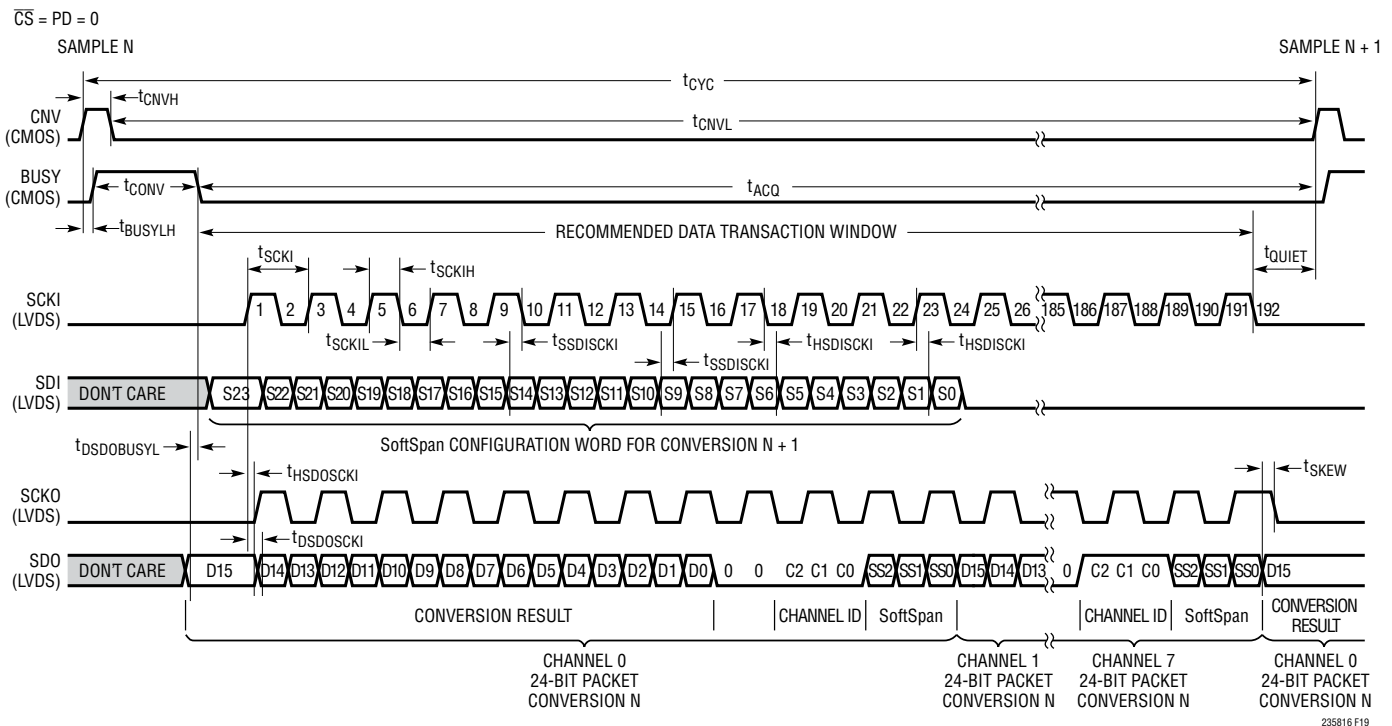 CS = PD = 0
SAMPLE N
SAMPLE N + 1
tCYC
tCNVH
CNV
(CMOS)
tCNVL
BUSY
(CMOS)
tCONV
tACQ
tBUSYLH
RECOMMENDED DATA TRANSACTION WINDOW
tSCKI
tSCKIH
tQUIET
SCKI
(LVDS)
1 2 3 4 5 6 7 8 9 10 11 12 13 14 15 16 17 18 19 20 21 22 23 24 25 26 185 186 187 188 189 190 191 192
tSCKIL
tSSDISCKI
tSSDISCKI
tHSDISCKI
tHSDISCKI
SDI
(LVDS)
DON'T CARE S23 S22 S21 S20 S19 S18 S17 S16 S15 S14 S13 S12 S11 S10 S9 S8 S7 S6 S5 S4 S3 S2 S1 S0
SoftSpan CONFIGURATION WORD FOR CONVERSION N + 1
tDSDOBUSYL
tHSDOSCKI
tSKEW
SCKO
(LVDS)
tDSDOSCKI
SDO
(LVDS)
DON'T CARE D15 D14 D13 D12 D11 D10 D9 D8 D7 D6 D5 D4 D3 D2 D1 D0 0 0 C2 C1 C0 SS2 SS1 SS0 D15 D14 D13 0 C2 C1 C0 SS2 SS1 SS0 D15
CONVERSION RESULT
CHANNEL ID
SoftSpan
CHANNEL ID
SoftSpan
CONVERSION
RESULT
CHANNEL 0
24-BIT PACKET
CONVERSION N
CHANNEL 1
24-BIT PACKET
CONVERSION N
CHANNEL 7
24-BIT PACKET
CONVERSION N
CHANNEL 0
24-BIT PACKET
CONVERSION N
235816 F19